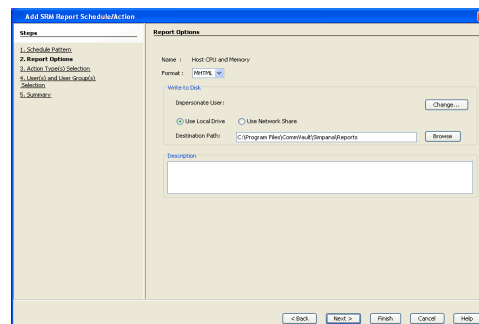 Add SRM Report Schedule/Action
Steps
1. Schedule Pattern
2. Report Options
3. Action Type(s) Selection
4. User(s) and User Group(s)
Selection
5. Summary
Report Options
Name : Host CPU and Memory
Format : MHTML
Write to Disk
Impersonate User:
Change...
Use Local Drive Use Network Share
Destination Path: C:\Program Files\CommVault\Simpana\Reports Browse
Description
< Back Next > Finish Cancel Help